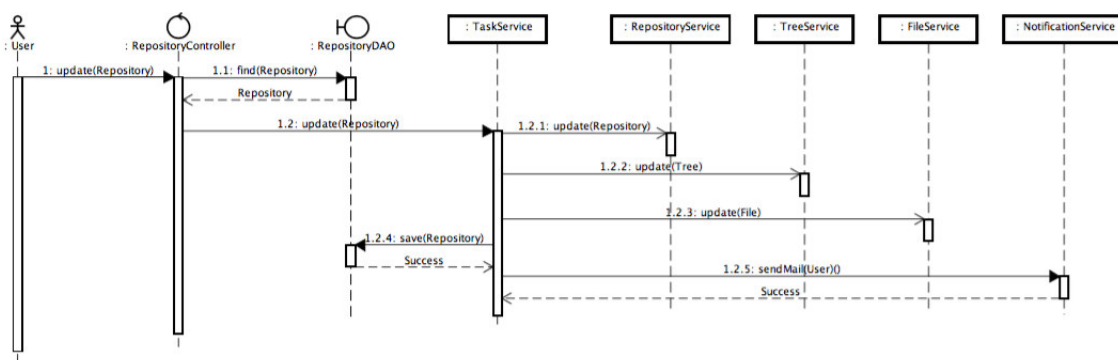 : User
: RepositoryController
: RepositoryDAO
: TaskService
: RepositoryService
: TreeService
: FileService
: NotificationService
1: update(Repository)
1.1: find(Repository)
Repository
1.2: update(Repository)
1.2.1: update(Repository)
1.2.2: update(Tree)
1.2.3: update(File)
1.2.4: save(Repository)
Success
1.2.5: sendMail(User)()
Success